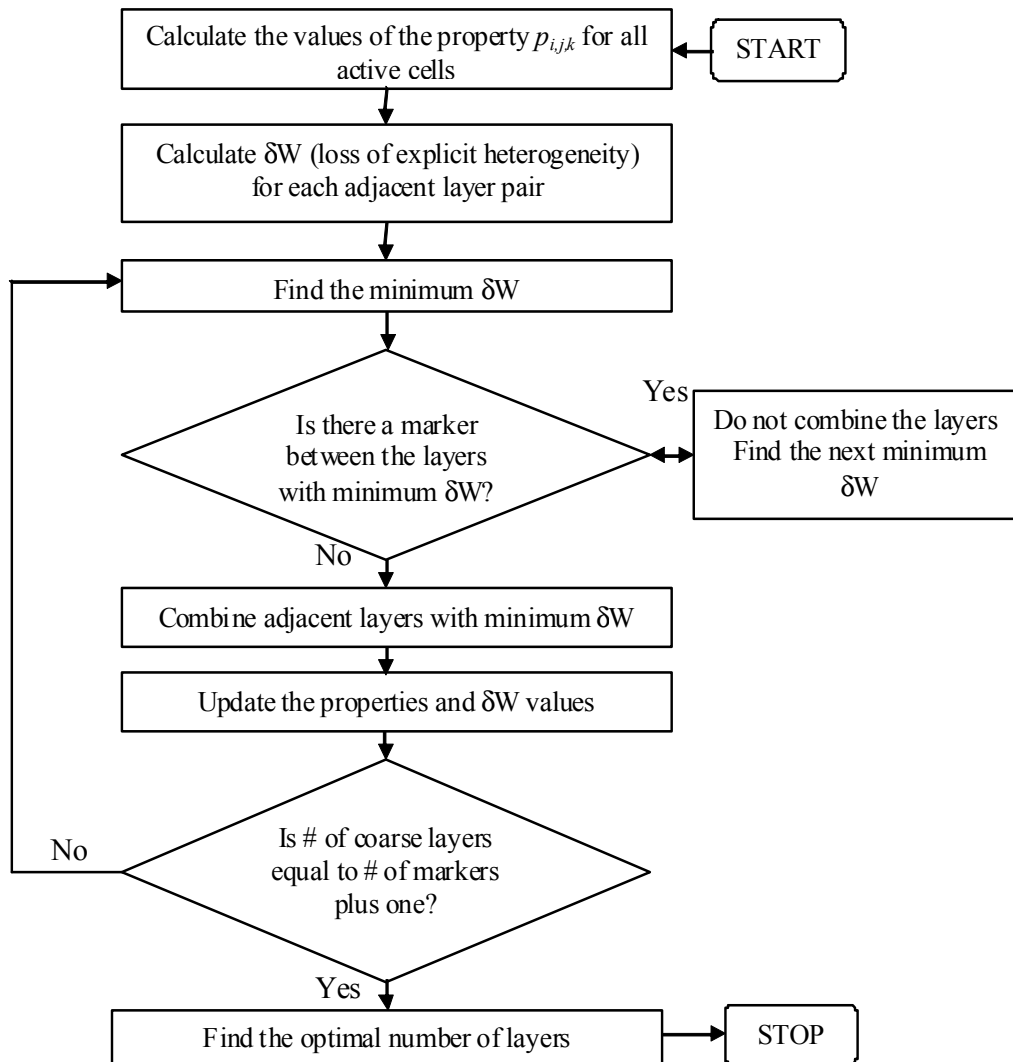 START
Calculate the values of the property p_{i,j,k} for all
active cells
Calculate δW (loss of explicit heterogeneity)
for each adjacent layer pair
Find the minimum δW
Is there a marker
between the layers
with minimum δW?
Yes
Do not combine the layers
Find the next minimum
δW
No
Combine adjacent layers with minimum δW
Update the properties and δW values
Is # of coarse layers
equal to # of markers
plus one?
No
Yes
Find the optimal number of layers
STOP